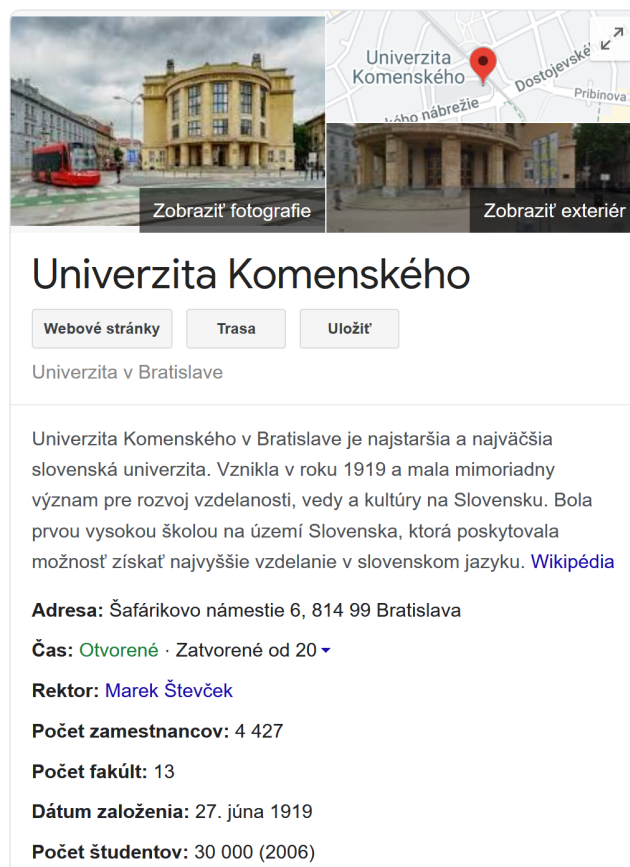 Univerzita
Komenského
Dostojevské
Pribinova
kého nábrežie
Zobraziť fotografie
Zobraziť exteriér
Univerzita Komenského
Webové stránky
Trasa
Uložiť
Univerzita v Bratislave
Univerzita Komenského v Bratislave je najstaršia a najväčšia
slovenská univerzita. Vznikla v roku 1919 a mala mimoriadny
význam pre rozvoj vzdelanosti, vedy a kultúry na Slovensku. Bola
prvou vysokou školou na území Slovenska, ktorá poskytovala
možnosť získať najvyššie vzdelanie v slovenskom jazyku. Wikipédia
Adresa: Šafárikovo námestie 6, 814 99 Bratislava
Čas: Otvorené · Zatvorené od 20
Rektor: Marek Števček
Počet zamestnancov: 4 427
Počet fakúlt: 13
Dátum založenia: 27. júna 1919
Počet študentov: 30 000 (2006)